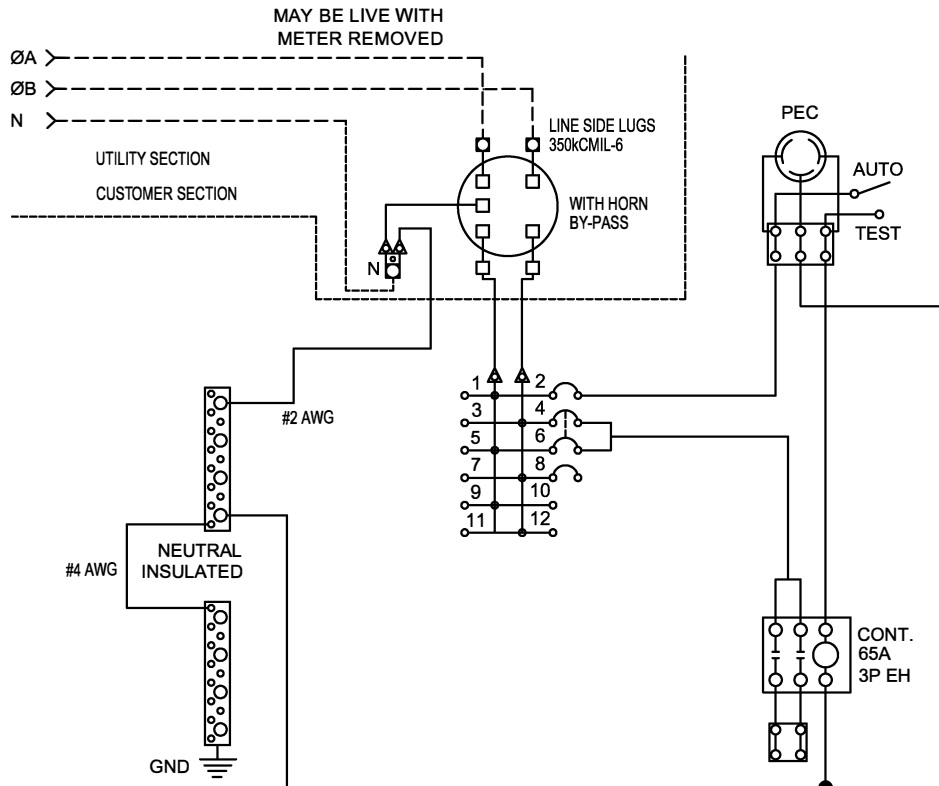 MAY BE LIVE WITH
METER REMOVED
ØA
ØB
N
LINE SIDE LUGS
350kCMIL-6
UTILITY SECTION
CUSTOMER SECTION
WITH HORN
BY-PASS
N
PEC
AUTO
TEST
1 2
3 4
5 6
7 8
9 10
11 12
#2 AWG
NEUTRAL
INSULATED
#4 AWG
GND
CONT.
65A
3P EH